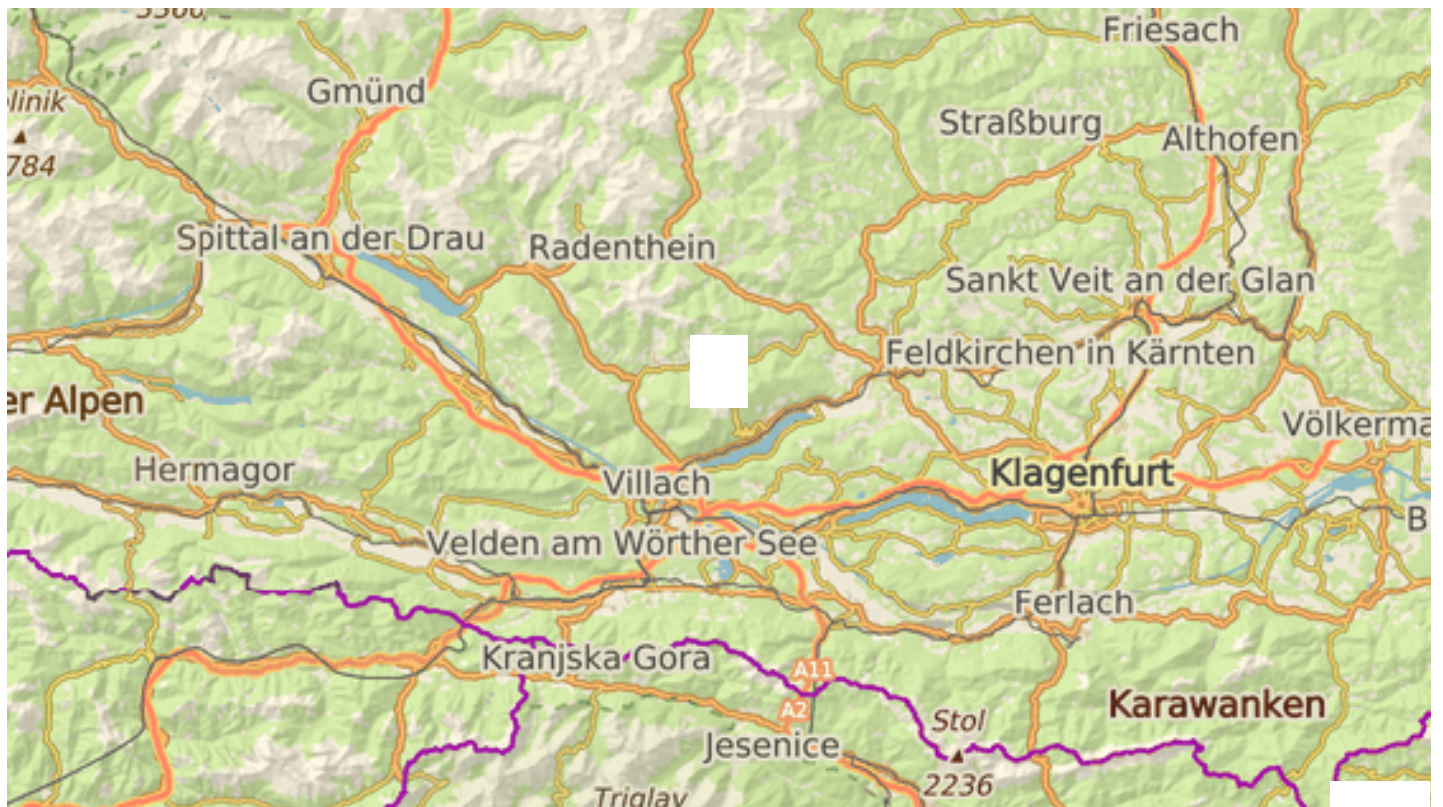 Friesach
Gmünd
linik
784
Straßburg
Althofen
Spittal an der Drau
Radenthein
Sankt Veit an der Glan
Feldkirchen in Kärnten
er Alpen
Völkerma
Hermagor
Villach
Klagenfurt
B
Velden am Wörther See
Ferlach
Kranjska Gora
A11
A2
Karawanken
Stol
2236
Jesenice
Triglav